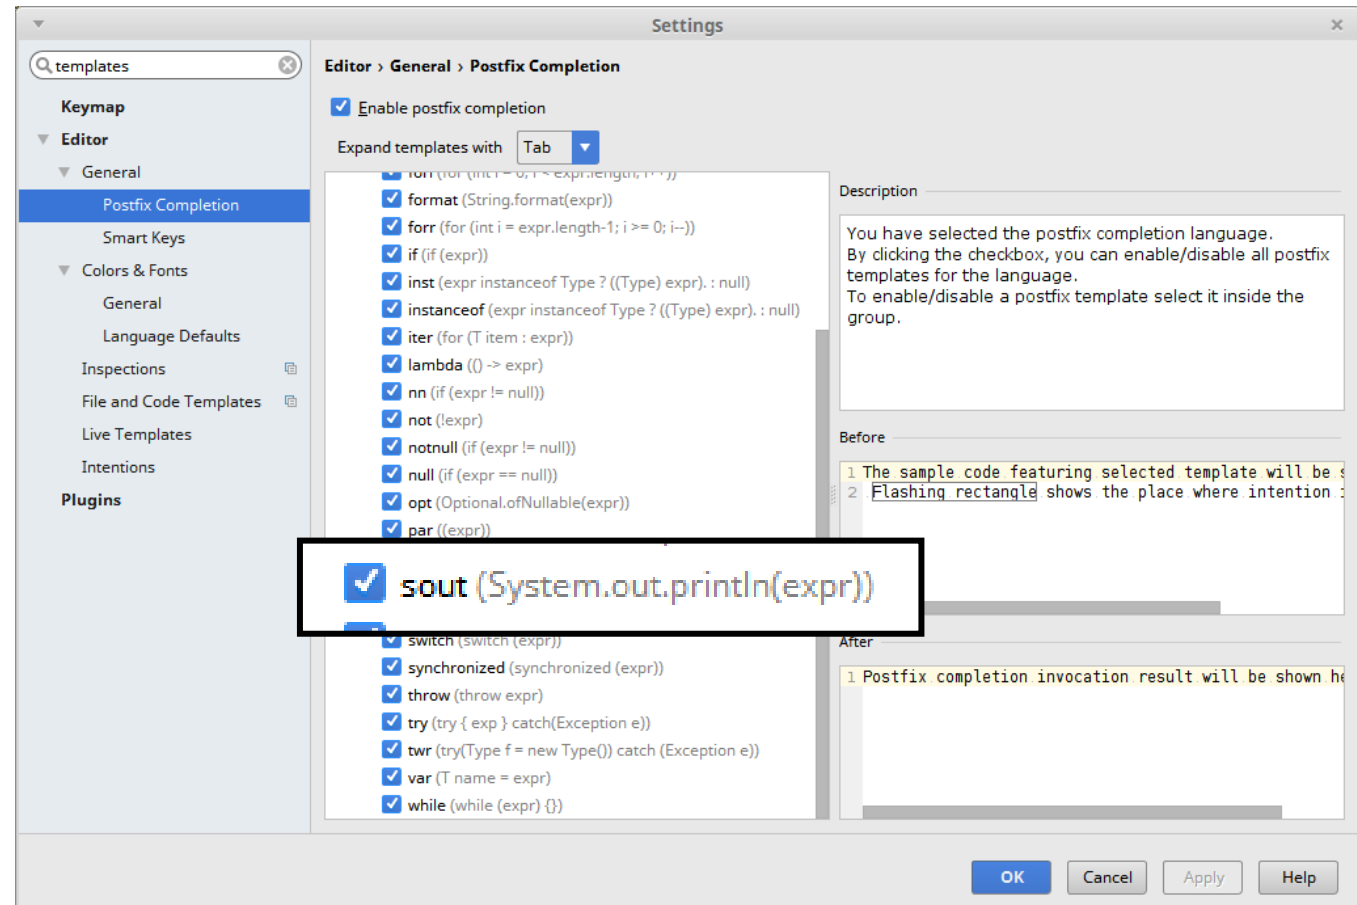 Settings
templates
Keymap
Editor
General
Postfix Completion
Smart Keys
Colors & Fonts
General
Language Defaults
Inspections
File and Code Templates
Live Templates
Intentions
Plugins
Editor › General › Postfix Completion
Enable postfix completion
Expand templates with Tab
fori (for (int i = 0; i < expr.length; i++))
format (String.format(expr))
forr (for (int i = expr.length-1; i >= 0; i--))
if (if (expr))
inst (expr instanceof Type ? ((Type) expr). : null)
instanceof (expr instanceof Type ? ((Type) expr). : null)
iter (for (T item : expr))
lambda (() -> expr)
nn (if (expr != null))
not (!expr)
notnull (if (expr != null))
null (if (expr == null))
opt (Optional.ofNullable(expr))
par ((expr))
sout (System.out.println(expr))
switch (switch (expr))
synchronized (synchronized (expr))
throw (throw expr)
try (try { exp } catch(Exception e))
twr (try(Type f = new Type()) catch (Exception e))
var (T name = expr)
while (while (expr) {})
Description
You have selected the postfix completion language.
By clicking the checkbox, you can enable/disable all postfix
templates for the language.
To enable/disable a postfix template select it inside the
group.
Before
1 The sample code featuring selected template will be s
2 Flashing rectangle shows the place where intention i
After
1 Postfix completion invocation result will be shown he
OK
Cancel
Apply
Help